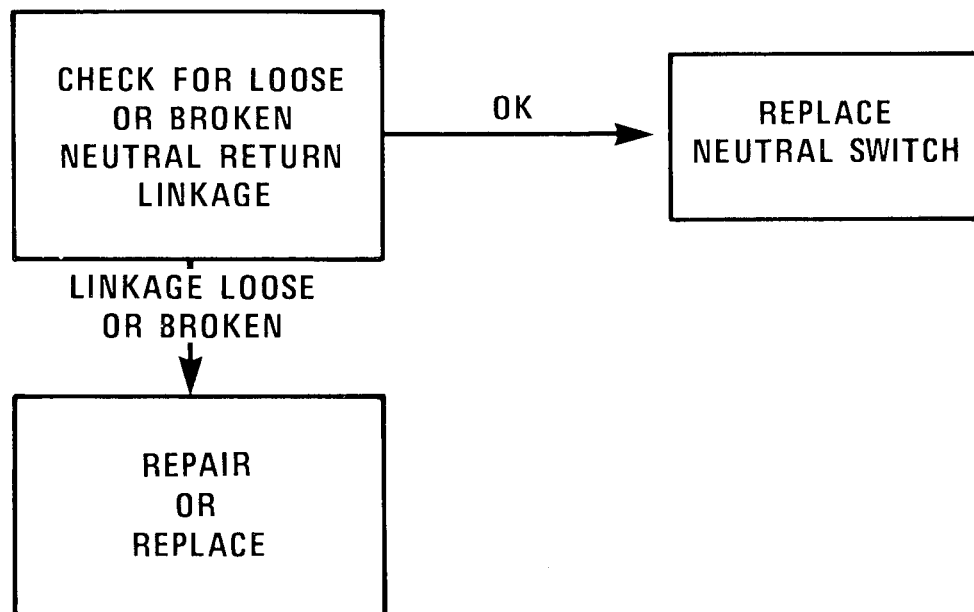 CHECK FOR LOOSE
OR BROKEN
NEUTRAL RETURN
LINKAGE
OK
REPLACE
NEUTRAL SWITCH
LINKAGE LOOSE
OR BROKEN
REPAIR
OR
REPLACE